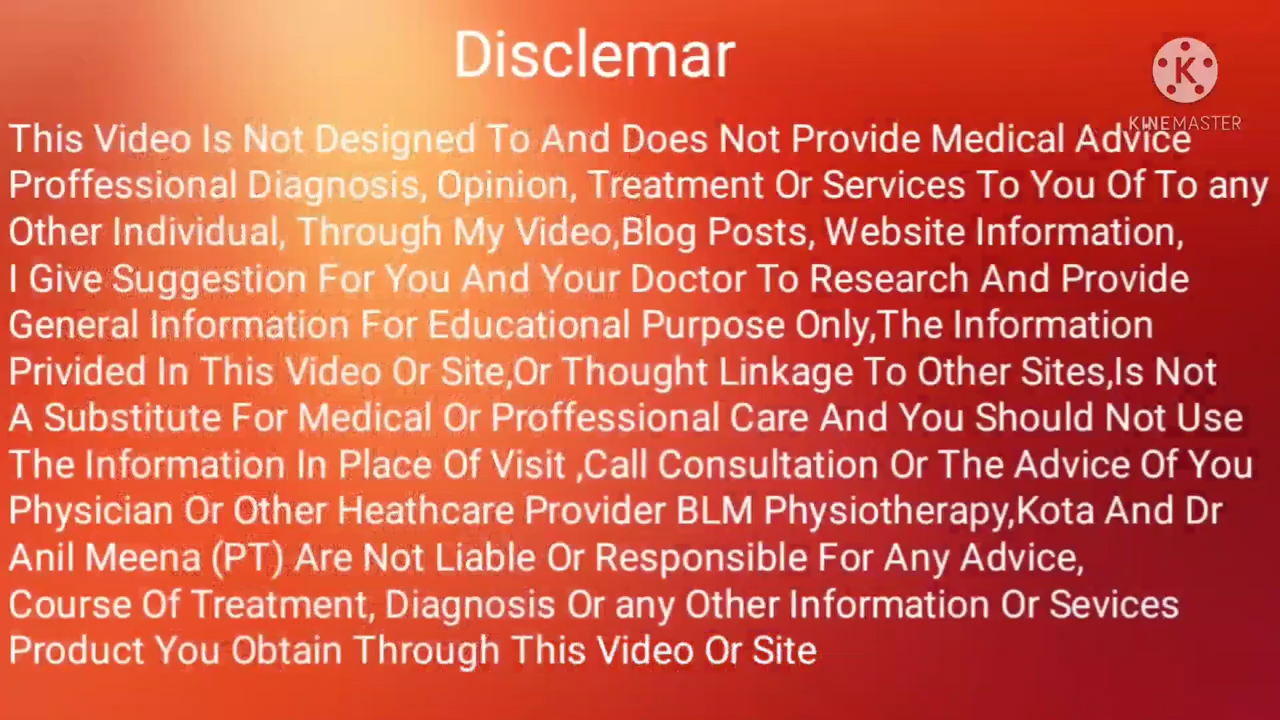 Disclemar
KINEMASTER
This Video Is Not Designed To And Does Not Provide Medical Advice
Proffessional Diagnosis, Opinion, Treatment Or Services To You Of To any
Other Individual, Through My Video,Blog Posts, Website Information,
I Give Suggestion For You And Your Doctor To Research And Provide
General Information For Educational Purpose Only,The Information
Privided In This Video Or Site,Or Thought Linkage To Other Sites,Is Not
A Substitute For Medical Or Proffessional Care And You Should Not Use
The Information In Place Of Visit ,Call Consultation Or The Advice Of You
Physician Or Other Heathcare Provider BLM Physiotherapy,Kota And Dr
Anil Meena (PT) Are Not Liable Or Responsible For Any Advice,
Course Of Treatment, Diagnosis Or any Other Information Or Sevices
Product You Obtain Through This Video Or Site